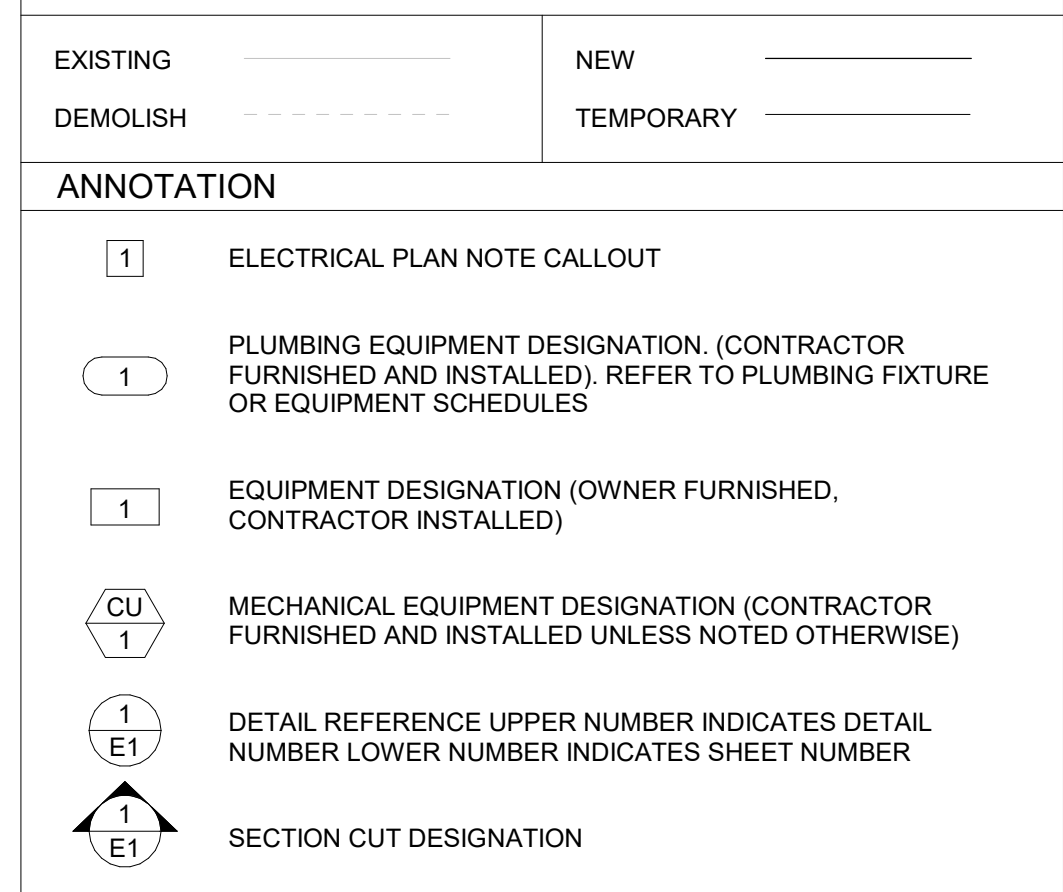 EXISTING
NEW
DEMOLISH
TEMPORARY
ANNOTATION
1
ELECTRICAL PLAN NOTE CALLOUT
1
PLUMBING EQUIPMENT DESIGNATION. (CONTRACTOR
FURNISHED AND INSTALLED). REFER TO PLUMBING FIXTURE
OR EQUIPMENT SCHEDULES
1
EQUIPMENT DESIGNATION (OWNER FURNISHED,
CONTRACTOR INSTALLED)
CU
1
MECHANICAL EQUIPMENT DESIGNATION (CONTRACTOR
FURNISHED AND INSTALLED UNLESS NOTED OTHERWISE)
1
E1
DETAIL REFERENCE UPPER NUMBER INDICATES DETAIL
NUMBER LOWER NUMBER INDICATES SHEET NUMBER
1
E1
SECTION CUT DESIGNATION